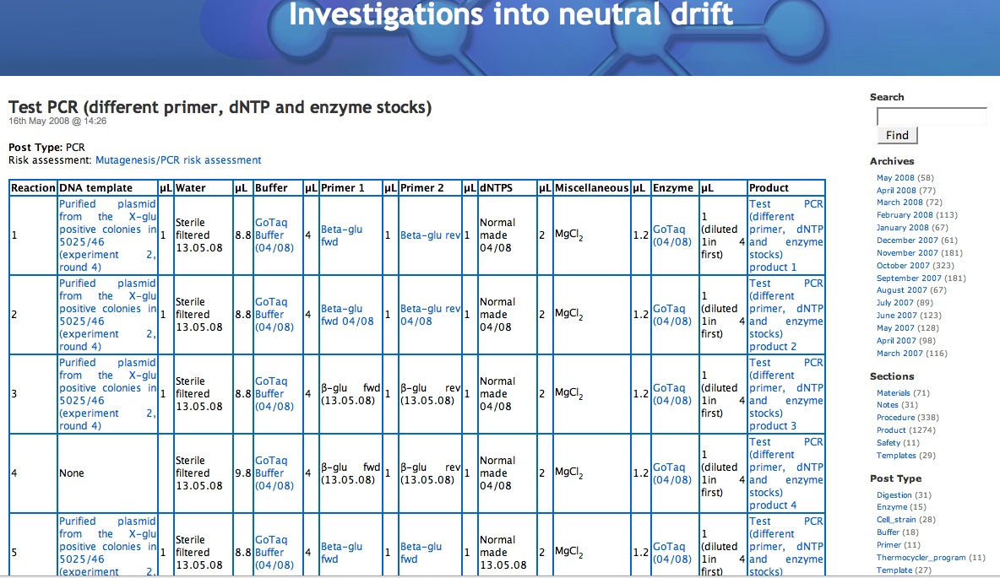 Investigations into neutral drift
Test PCR (different primer, dNTP and enzyme stocks)
16th May 2008 @ 14:26
Post Type: PCR
Risk assessment: Mutagenesis/PCR risk assessment
Reaction DNA template µL Water µL Buffer µL Primer 1 µL Primer 2 µL dNTPS µL Miscellaneous µL Enzyme µL Product
1
Purified plasmid
from the X-glu
positive colonies in
5025/46
(experiment 2,
round 4)
1
Sterile
filtered
13.05.08
8.8
GoTaq
Buffer
(04/08)
4
Beta-glu
fwd
1
Beta-glu rev
1
Normal
made
04/08
2
MgCl2
1.2
GoTaq
(04/08)
1
(diluted
1in 4
first)
Test PCR
(different
primer, dNTP
and enzyme
stocks)
product 1
2
Purified plasmid
from the X-glu
positive colonies in
5025/46
(experiment 2,
round 4)
1
Sterile
filtered
13.05.08
8.8
GoTaq
Buffer
(04/08)
4
Beta-glu
fwd 04/08
1
Beta-glu rev
04/08
1
Normal
made
04/08
2
MgCl2
1.2
GoTaq
(04/08)
1
(diluted
1in 4
first)
Test PCR
(different
primer, dNTP
and enzyme
stocks)
product 2
3
Purified plasmid
from the X-glu
positive colonies in
5025/46
(experiment 2,
round 4)
1
Sterile
filtered
13.05.08
8.8
GoTaq
Buffer
(04/08)
4
β-glu fwd
(13.05.08)
1
β-glu rev
(13.05.08)
1
Normal
made
04/08
2
MgCl2
1.2
GoTaq
(04/08)
1
(diluted
1in 4
first)
Test PCR
(different
primer, dNTP
and enzyme
stocks)
product 3
4
None
Sterile
filtered
13.05.08
9.8
GoTaq
Buffer
(04/08)
4
β-glu fwd
(13.05.08)
1
β-glu rev
(13.05.08)
1
Normal
made
04/08
2
MgCl2
1.2
GoTaq
(04/08)
1
(diluted
1in 4
first)
Test PCR
(different
primer, dNTP
and enzyme
stocks)
product 4
5
Purified plasmid
from the X-glu
positive colonies in
5025/46
(experiment 2,
1
Sterile
filtered
13.05.08
8.8
GoTaq
Buffer
(04/08)
4
Beta-glu
fwd
1
Beta-glu
fwd
1
Normal
made
13.05.08
2
MgCl2
1.2
GoTaq
(04/08)
1
(diluted
1in 4
first)
Test PCR
(different
primer, dNTP
and enzyme
stocks)
Search
Find
Archives
May 2008 (58)
April 2008 (77)
March 2008 (72)
February 2008 (113)
January 2008 (67)
December 2007 (61)
November 2007 (181)
October 2007 (323)
September 2007 (181)
August 2007 (67)
July 2007 (89)
June 2007 (123)
May 2007 (128)
April 2007 (98)
March 2007 (116)
Sections
Materials (71)
Notes (31)
Procedure (338)
Product (1274)
Safety (11)
Templates (29)
Post Type
Digestion (31)
Enzyme (15)
Cell_strain (28)
Buffer (18)
Primer (11)
Thermocycler_program (11)
Template (27)